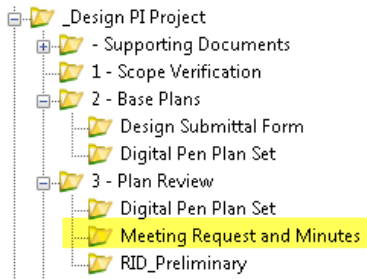 _Design PI Project
- Supporting Documents
1 - Scope Verification
2 - Base Plans
Design Submittal Form
Digital Pen Plan Set
3 - Plan Review
Digital Pen Plan Set
Meeting Request and Minutes
RID_Preliminary